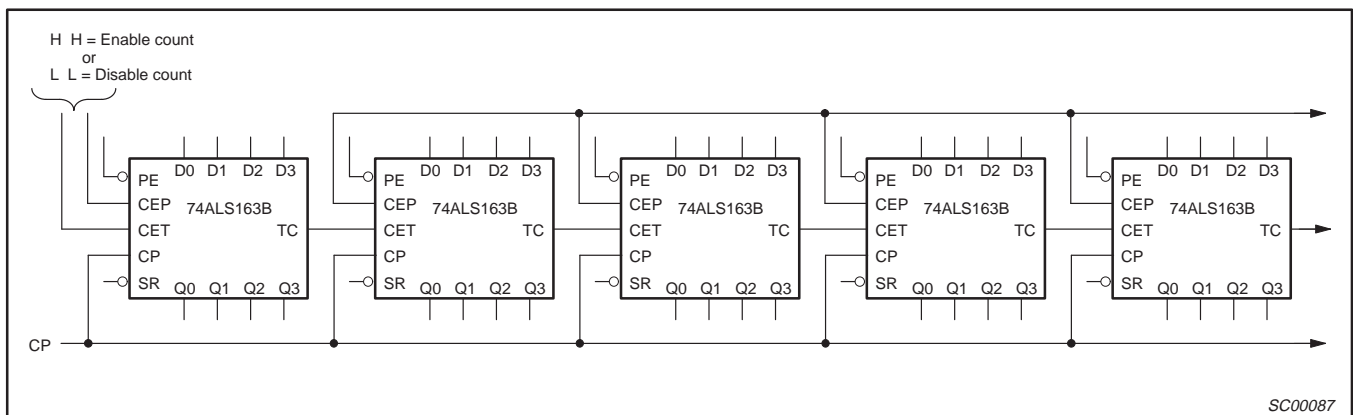 H H = Enable count
or
L L = Disable count
D0 D1 D2 D3
PE
CEP
74ALS163B
CET TC
CP
SR
Q0 Q1 Q2 Q3
D0 D1 D2 D3
PE
CEP
74ALS163B
CET TC
CP
SR
Q0 Q1 Q2 Q3
D0 D1 D2 D3
PE
CEP
74ALS163B
CET TC
CP
SR
Q0 Q1 Q2 Q3
D0 D1 D2 D3
PE
CEP
74ALS163B
CET TC
CP
SR
Q0 Q1 Q2 Q3
D0 D1 D2 D3
PE
CEP
74ALS163B
CET TC
CP
SR
Q0 Q1 Q2 Q3
CP
SC00087